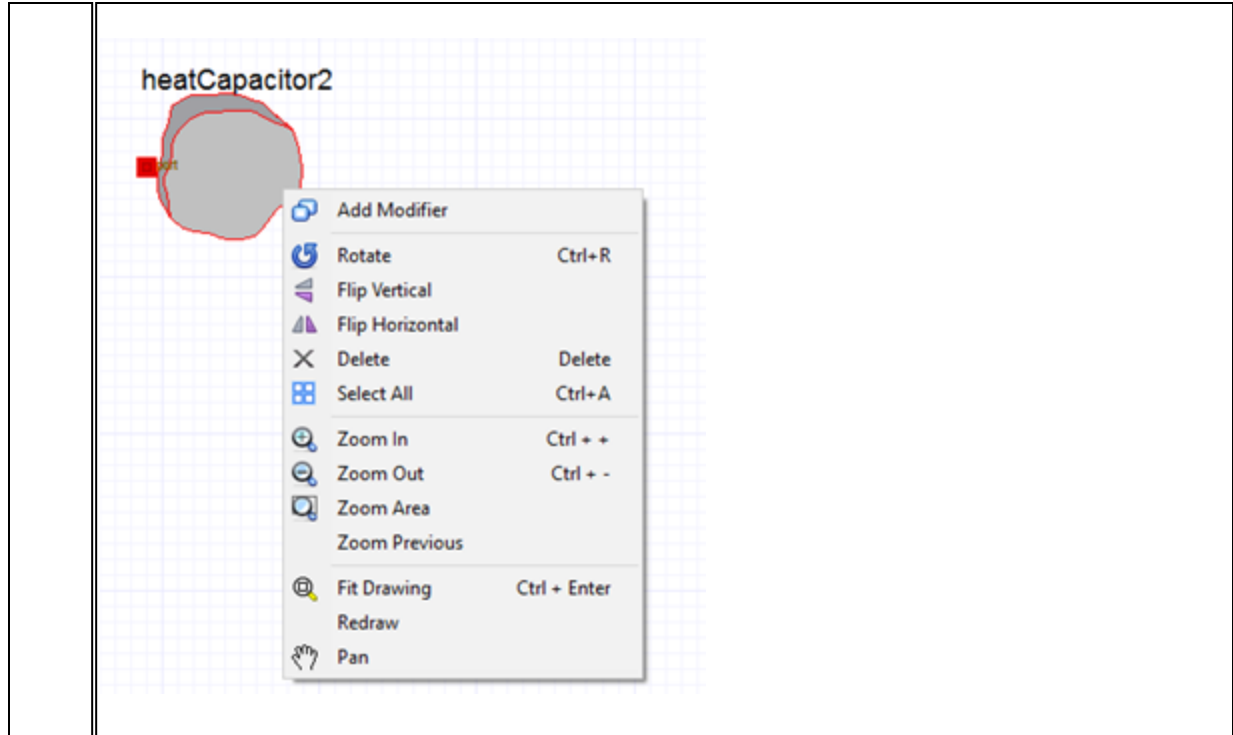 heatCapacitor2
port
Add Modifier
Rotate Ctrl+R
Flip Vertical
Flip Horizontal
Delete Delete
Select All Ctrl+A
Zoom In Ctrl + +
Zoom Out Ctrl + -
Zoom Area
Zoom Previous
Fit Drawing Ctrl + Enter
Redraw
Pan